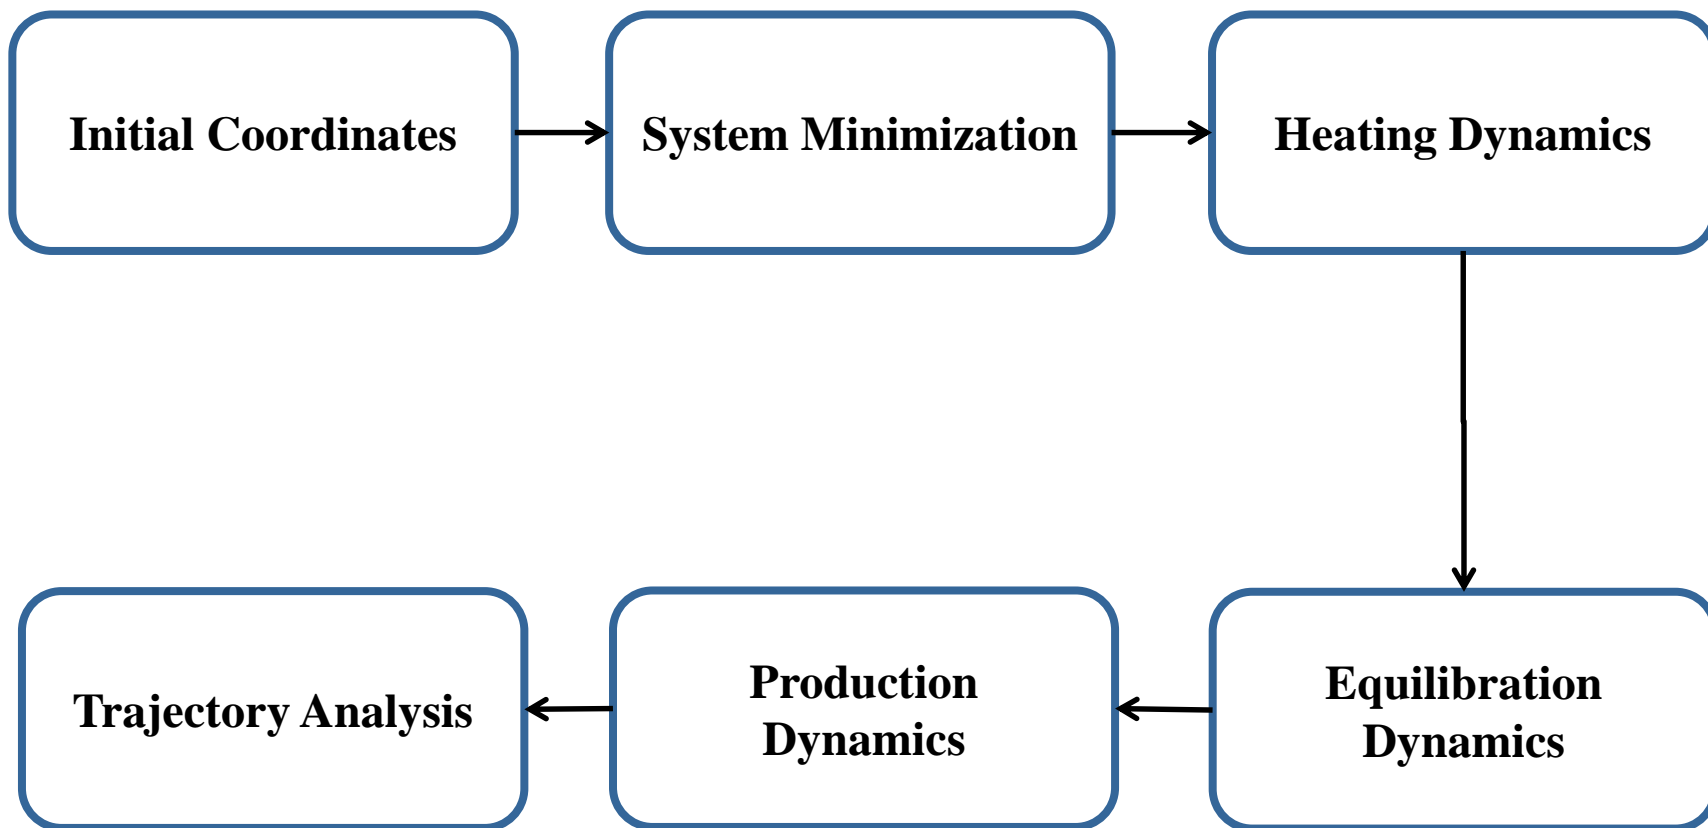 Initial Coordinates
System Minimization
Heating Dynamics
Equilibration
Dynamics
Production
Dynamics
Trajectory Analysis